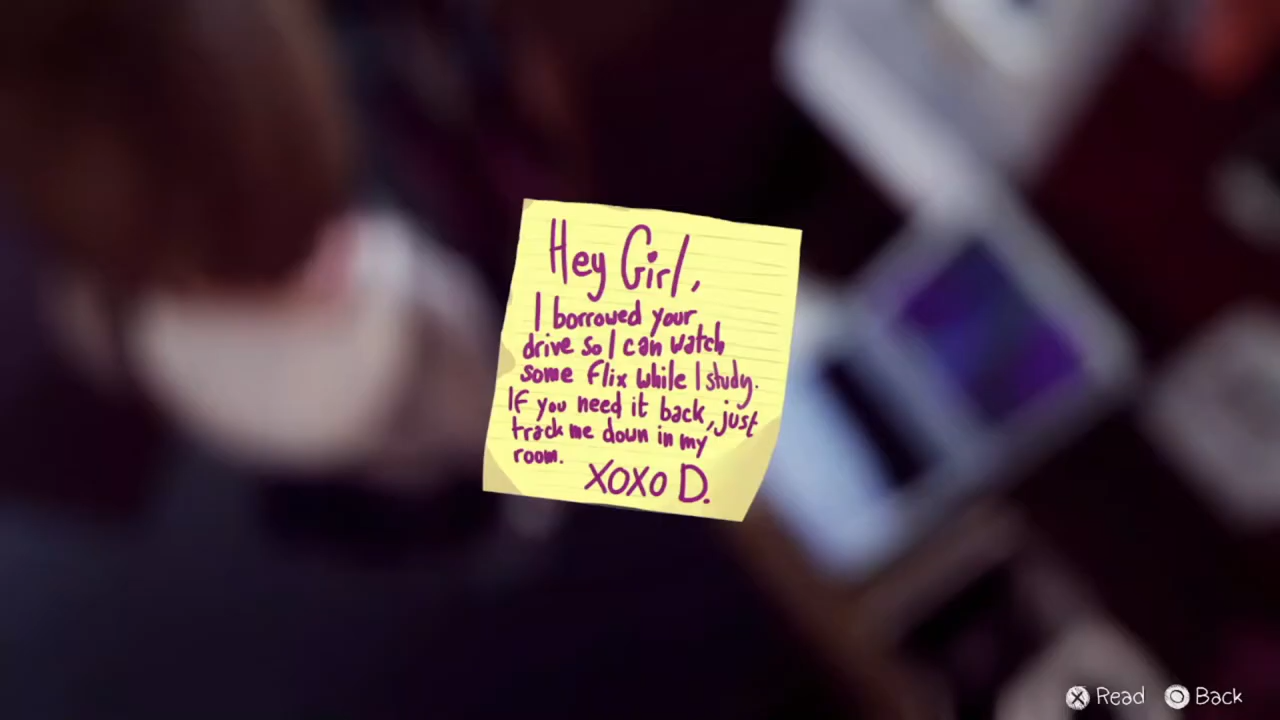 Hey Girl,
I borrowed your
drive so I can watch
some Flix while I study.
If you need it back, just
track me down in my
room.
XOXO D.
Read Back